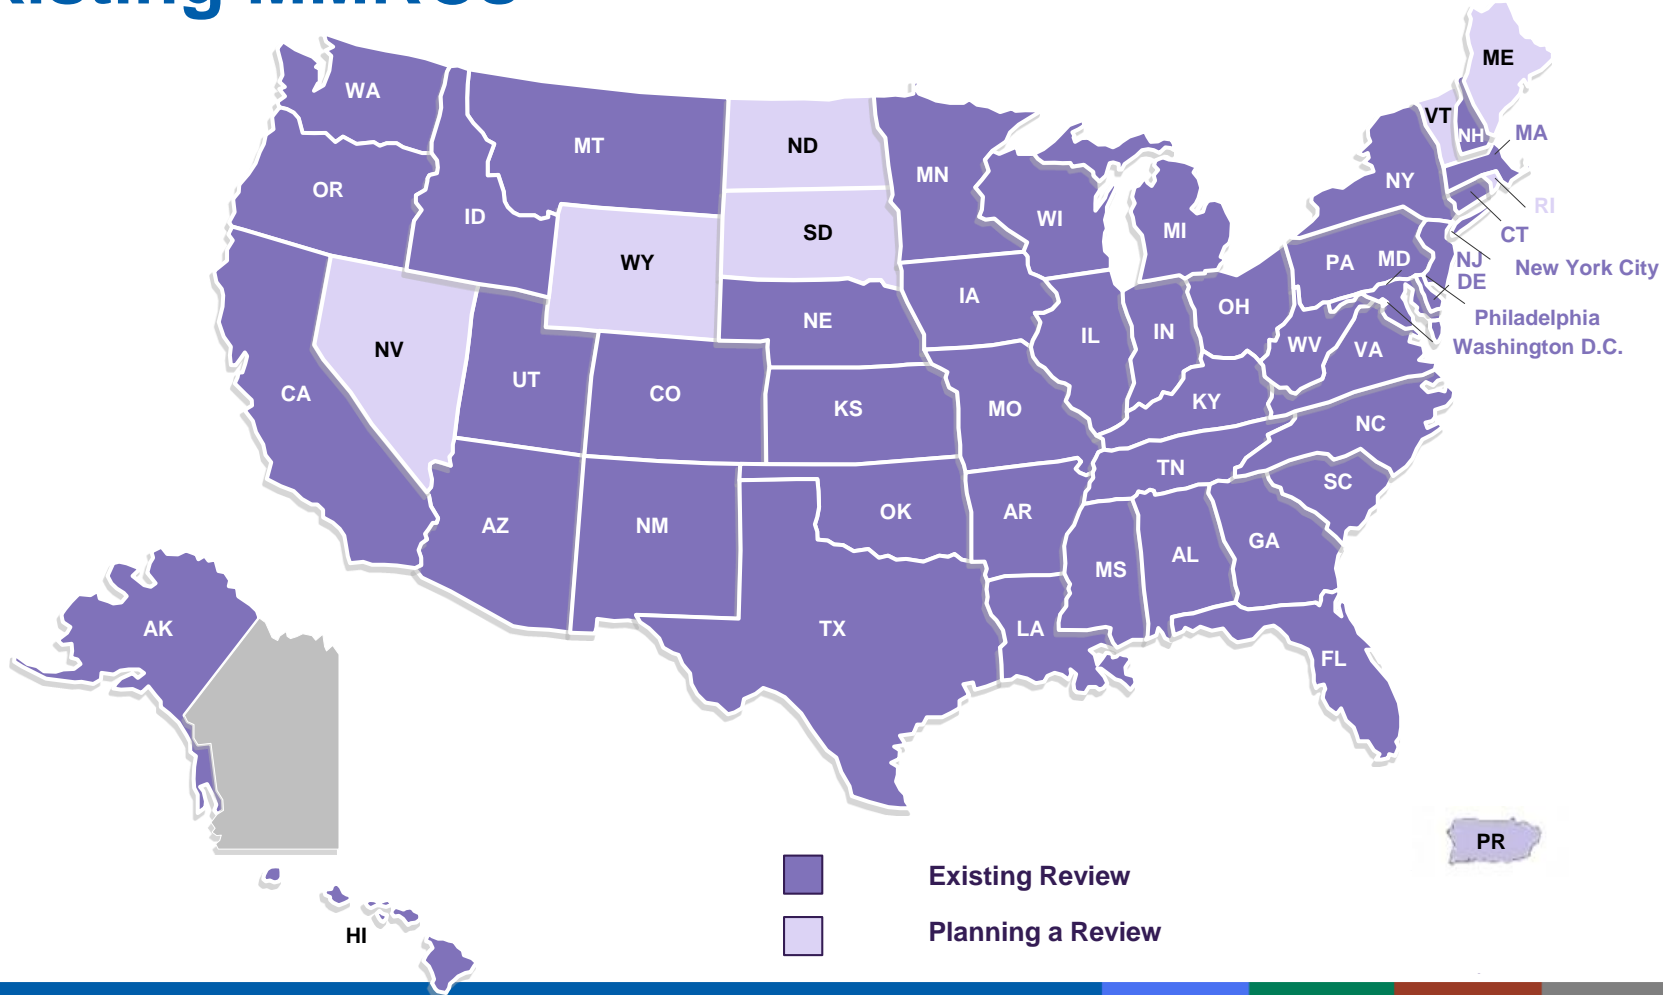 ME
WA
VT
NH
MA
MT
ND
MN
OR
NY
ID
WI
RI
SD
MI
CT
WY
PA
MD
NJ
New York City
DE
IA
OH
NE
Philadelphia
IL
IN
WV
VA
Washington D.C.
NV
UT
CA
CO
KS
MO
KY
NC
TN
SC
AZ
NM
OK
AR
GA
MS
AL
AK
TX
LA
FL
PR
Existing Review
HI
Planning a Review